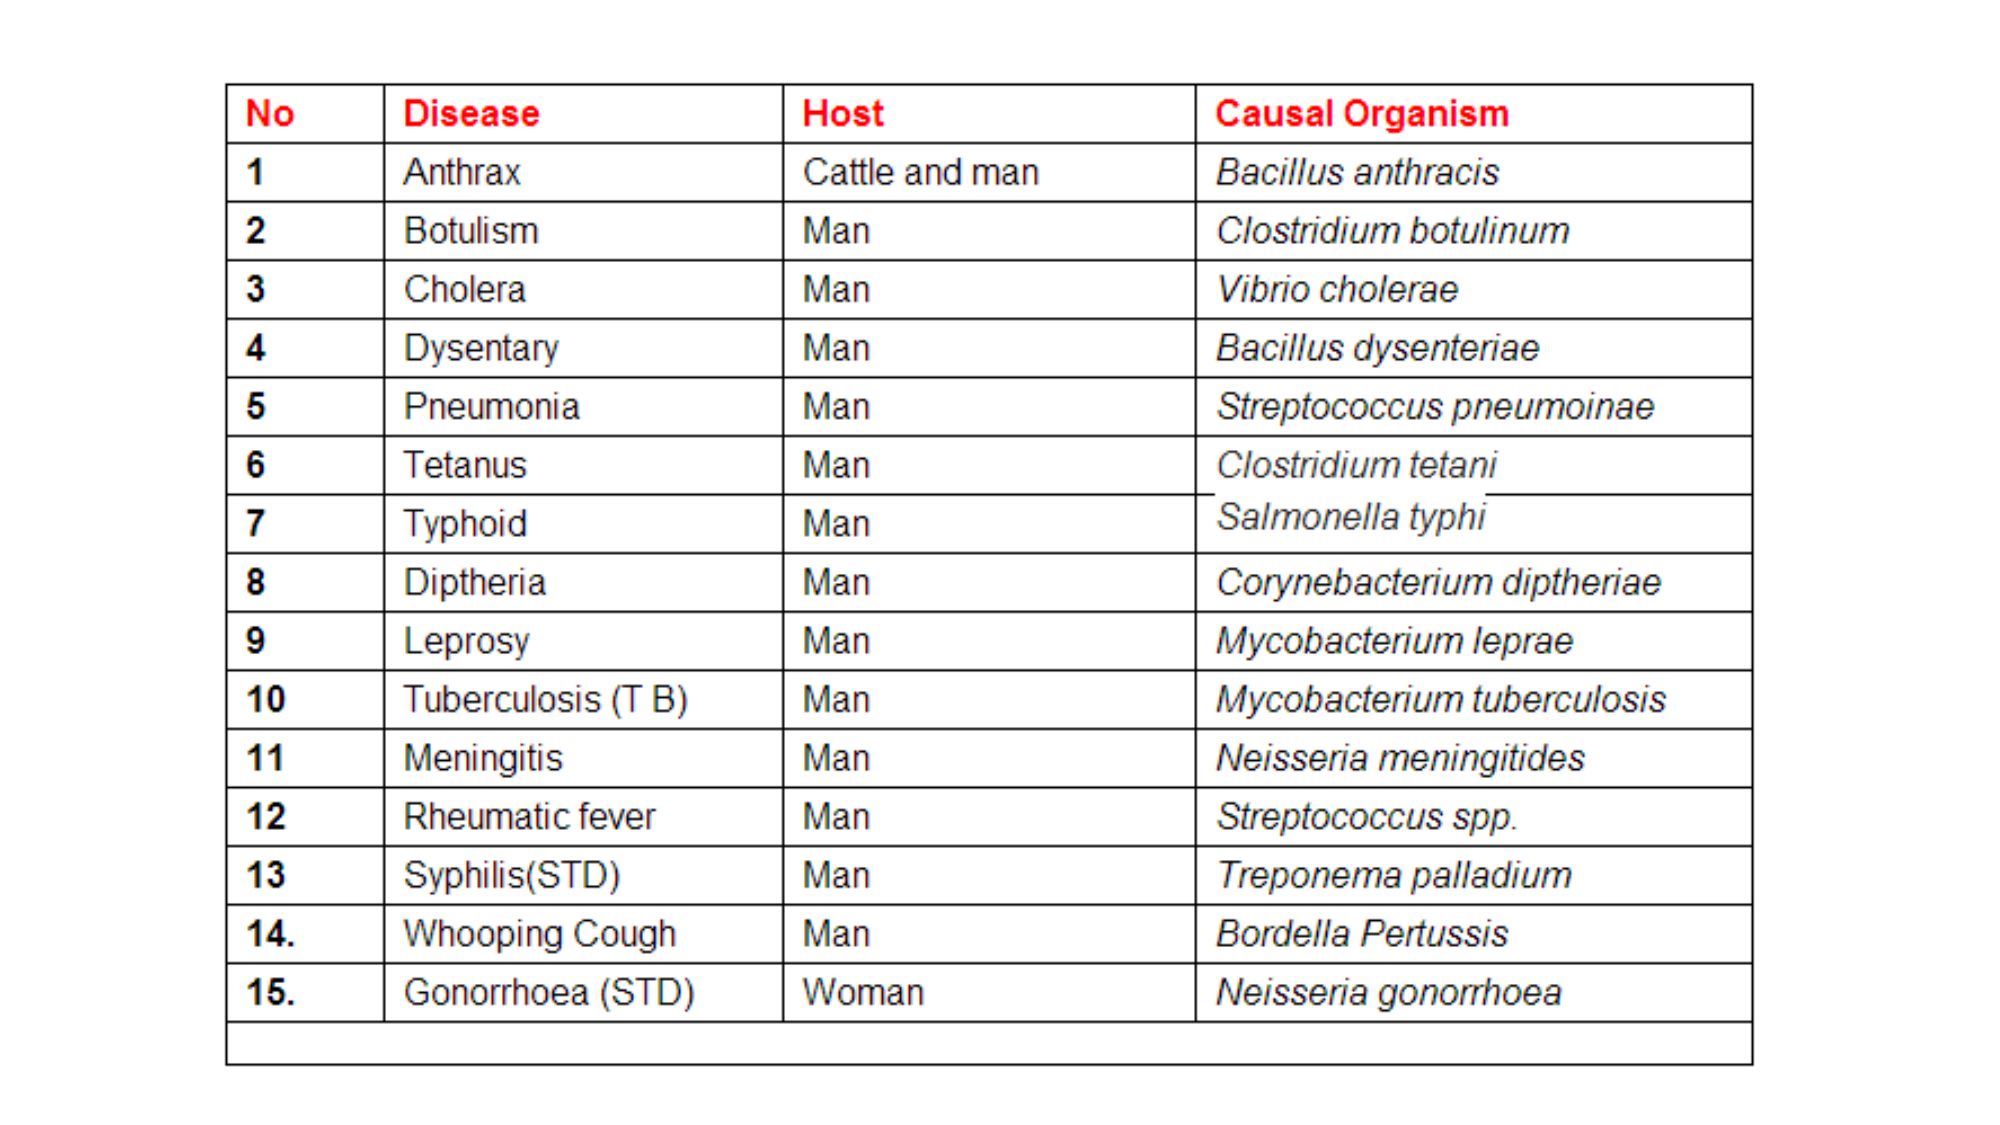 No Disease Host Causal Organism
1 Anthrax Cattle and man Bacillus anthracis
2 Botulism Man Clostridium botulinum
3 Cholera Man Vibrio cholerae
4 Dysentary Man Bacillus dysenteriae
5 Pneumonia Man Streptococcus pneumoinae
6 Tetanus Man Clostridium tetani
7 Typhoid Man Salmonella typhi
8 Diptheria Man Corynebacterium diptheriae
9 Leprosy Man Mycobacterium leprae
10 Tuberculosis (T B) Man Mycobacterium tuberculosis
11 Meningitis Man Neisseria meningitides
12 Rheumatic fever Man Streptococcus spp.
13 Syphilis(STD) Man Treponema palladium
14. Whooping Cough Man Bordella Pertussis
15. Gonorrhoea (STD) Woman Neisseria gonorrhoea